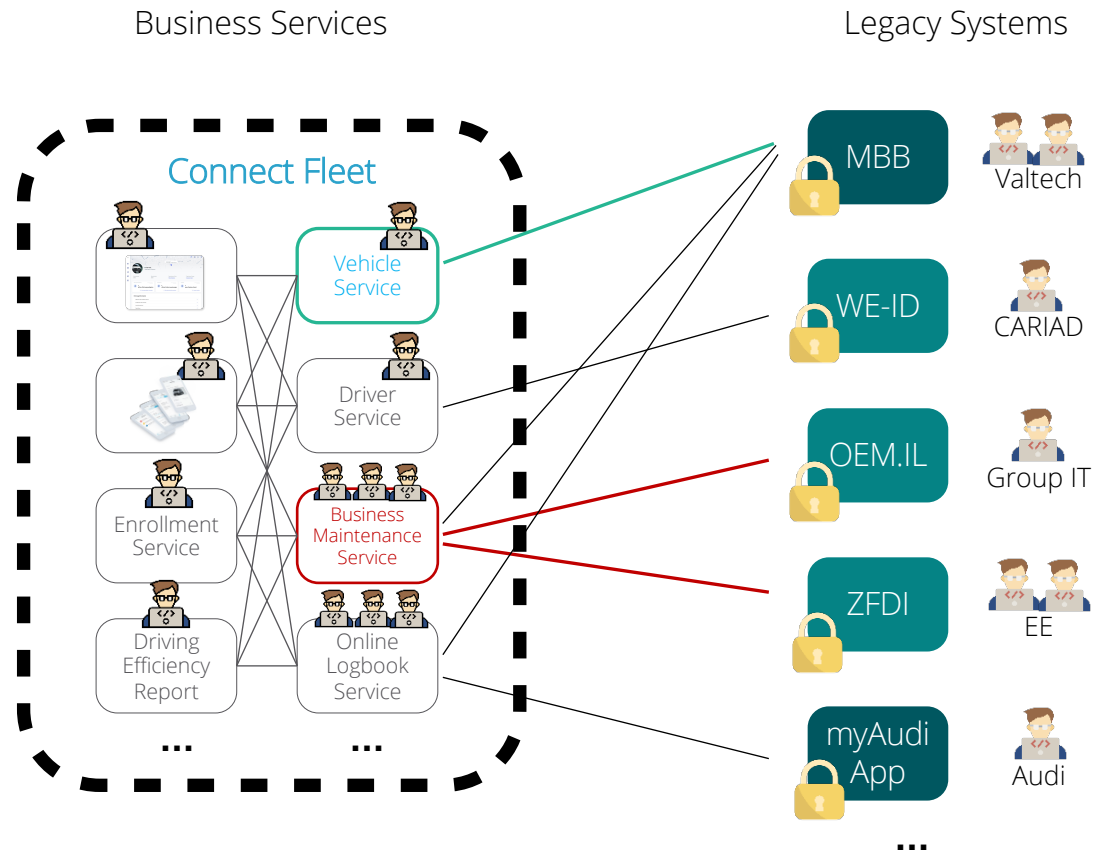 Business Services
Legacy Systems
Connect Fleet
Vehicle
Service
Driver
Service
Enrollment
Service
Business
Maintenance
Service
Driving
Efficiency
Report
Online
Logbook
Service
...
...
MBB
Valtech
WE-ID
CARIAD
OEM.IL
Group IT
ZFDI
EE
myAudi
App
Audi
...